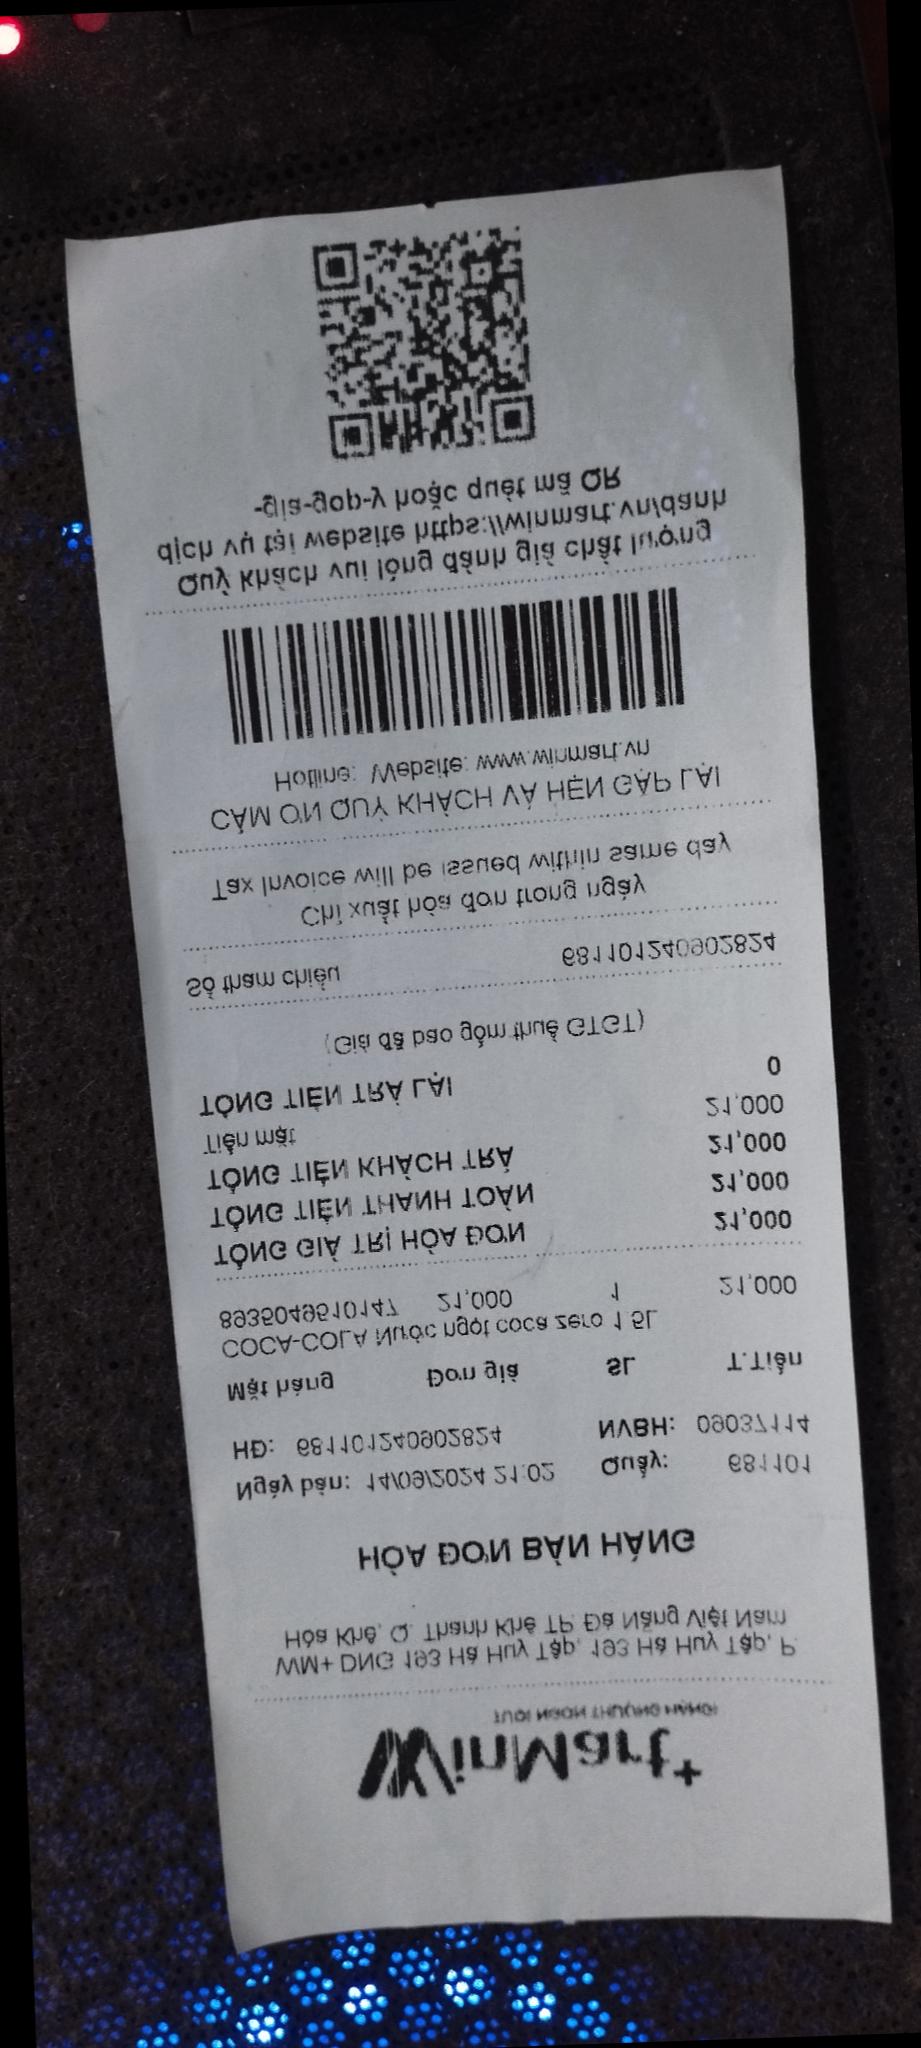 WinMart+
TƯƠI NGON THƯỢNG HẠNG!
WM+ DNG 193 Hà Huy Tập, 193 Hà Huy Tập, P.
Hòa Khê, Q. Thanh Khê TP. Đà Nẵng Việt Nam
HÓA ĐƠN BÁN HÀNG
Ngày bán: 14/09/2024 21:02 Quầy: 681101
HĐ: 681101240902824 NVBH: 09037114
Mặt hàng Đơn giá SL T.Tiền
COCA-COLA Nước ngọt coca zero 1.5L
8935049510147 21,000 1 21,000
TỔNG GIÁ TRỊ HÓA ĐƠN 21,000
TỔNG TIỀN THANH TOÁN 21,000
TỔNG TIỀN KHÁCH TRẢ 21,000
Tiền mặt 21,000
TỔNG TIỀN TRẢ LẠI 0
(Giá đã bao gồm thuế GTGT)
Số tham chiếu 681101240902824
Chỉ xuất hóa đơn trong ngày
Tax Invoice will be issued within same day
CẢM ƠN QUÝ KHÁCH VÀ HẸN GẶP LẠI
Hotline: Website: www.winmart.vn
Quý khách vui lòng đánh giá chất lượng
dịch vụ tại website https://winmart.vn/danh
-gia-gop-y hoặc quét mã QR